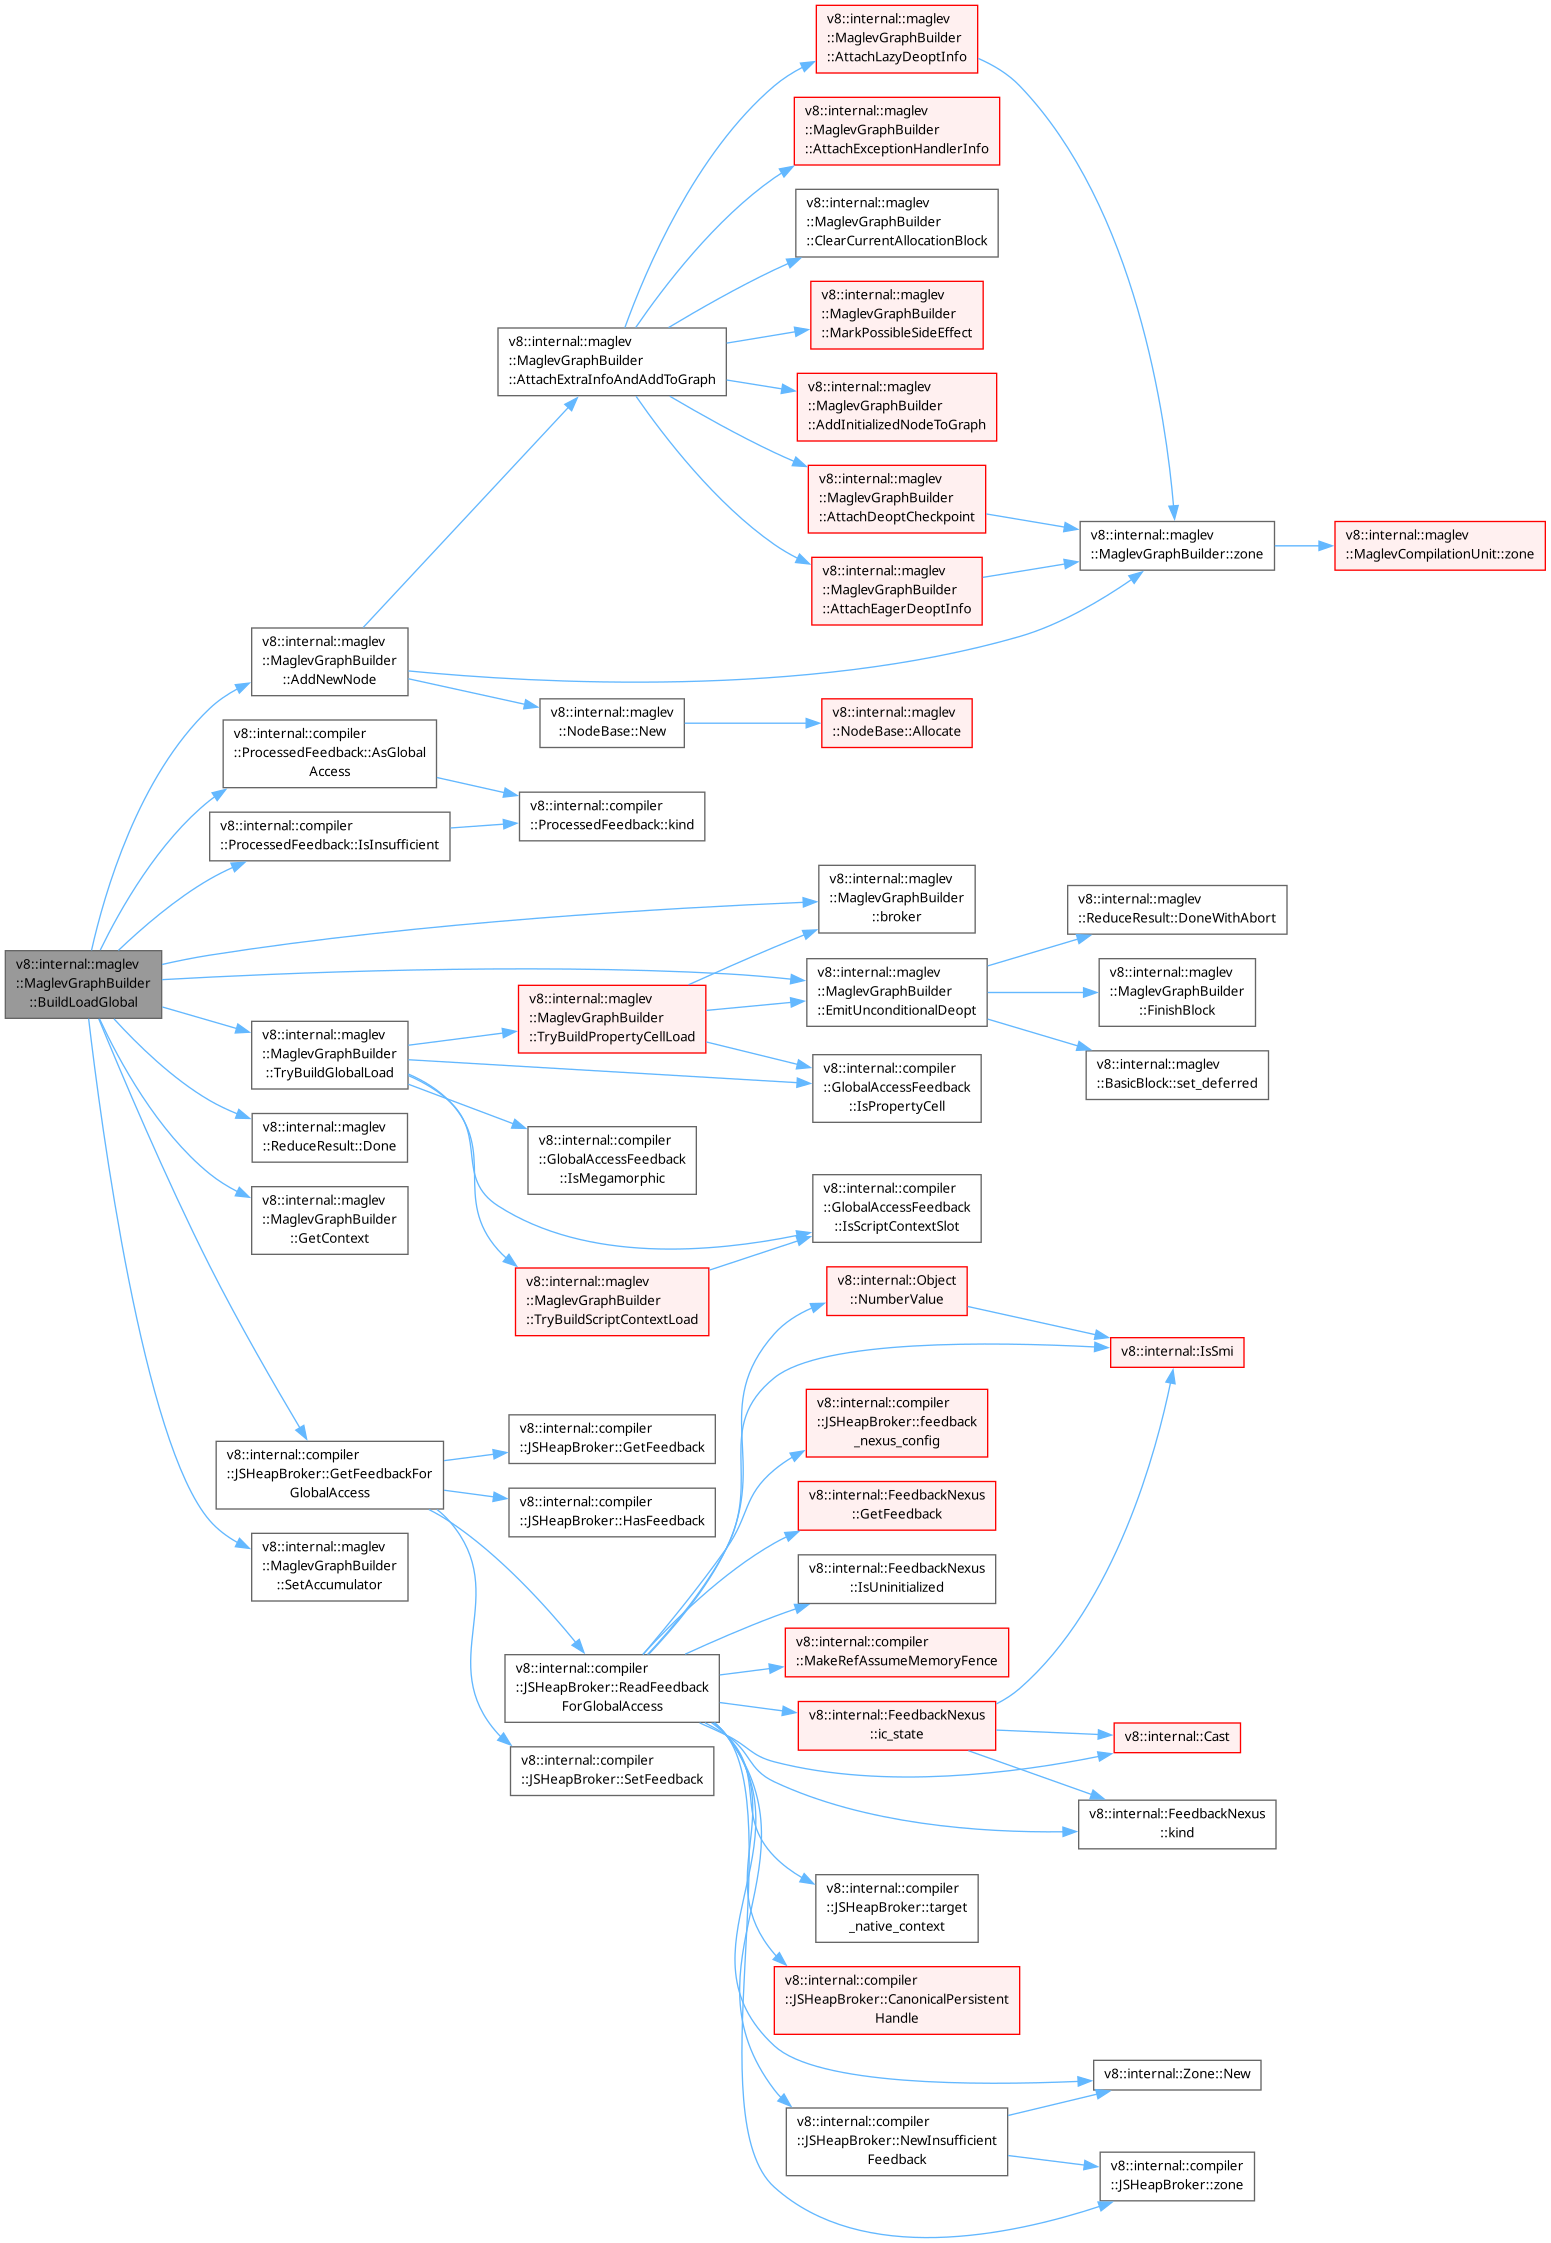 v8::internal::maglev
::MaglevGraphBuilder
::AttachLazyDeoptInfo
v8::internal::maglev
::MaglevGraphBuilder
::AttachExceptionHandlerInfo
v8::internal::maglev
::MaglevGraphBuilder
::ClearCurrentAllocationBlock
v8::internal::maglev
::MaglevGraphBuilder
::MarkPossibleSideEffect
v8::internal::maglev
::MaglevGraphBuilder
::AttachExtraInfoAndAddToGraph
v8::internal::maglev
::MaglevGraphBuilder
::AddInitializedNodeToGraph
v8::internal::maglev
::MaglevGraphBuilder
::AttachDeoptCheckpoint
v8::internal::maglev
::MaglevGraphBuilder::zone
v8::internal::maglev
::MaglevCompilationUnit::zone
v8::internal::maglev
::MaglevGraphBuilder
::AttachEagerDeoptInfo
v8::internal::maglev
::MaglevGraphBuilder
::AddNewNode
v8::internal::maglev
::NodeBase::New
v8::internal::maglev
::NodeBase::Allocate
v8::internal::compiler
::ProcessedFeedback::AsGlobal
Access
v8::internal::compiler
::ProcessedFeedback::kind
v8::internal::compiler
::ProcessedFeedback::IsInsufficient
v8::internal::maglev
::MaglevGraphBuilder
::broker
v8::internal::maglev
::ReduceResult::DoneWithAbort
v8::internal::maglev
::MaglevGraphBuilder
::BuildLoadGlobal
v8::internal::maglev
::MaglevGraphBuilder
::EmitUnconditionalDeopt
v8::internal::maglev
::MaglevGraphBuilder
::FinishBlock
v8::internal::maglev
::MaglevGraphBuilder
::TryBuildPropertyCellLoad
v8::internal::maglev
::MaglevGraphBuilder
::TryBuildGlobalLoad
v8::internal::maglev
::BasicBlock::set_deferred
v8::internal::compiler
::GlobalAccessFeedback
::IsPropertyCell
v8::internal::maglev
::ReduceResult::Done
v8::internal::compiler
::GlobalAccessFeedback
::IsMegamorphic
v8::internal::compiler
::GlobalAccessFeedback
::IsScriptContextSlot
v8::internal::maglev
::MaglevGraphBuilder
::GetContext
v8::internal::maglev
::MaglevGraphBuilder
::TryBuildScriptContextLoad
v8::internal::Object
::NumberValue
v8::internal::IsSmi
v8::internal::compiler
::JSHeapBroker::feedback
_nexus_config
v8::internal::compiler
::JSHeapBroker::GetFeedback
v8::internal::compiler
::JSHeapBroker::GetFeedbackFor
GlobalAccess
v8::internal::FeedbackNexus
::GetFeedback
v8::internal::compiler
::JSHeapBroker::HasFeedback
v8::internal::maglev
::MaglevGraphBuilder
::SetAccumulator
v8::internal::FeedbackNexus
::IsUninitialized
v8::internal::compiler
::MakeRefAssumeMemoryFence
v8::internal::compiler
::JSHeapBroker::ReadFeedback
ForGlobalAccess
v8::internal::FeedbackNexus
::ic_state
v8::internal::Cast
v8::internal::compiler
::JSHeapBroker::SetFeedback
v8::internal::FeedbackNexus
::kind
v8::internal::compiler
::JSHeapBroker::target
_native_context
v8::internal::compiler
::JSHeapBroker::CanonicalPersistent
Handle
v8::internal::Zone::New
v8::internal::compiler
::JSHeapBroker::NewInsufficient
Feedback
v8::internal::compiler
::JSHeapBroker::zone